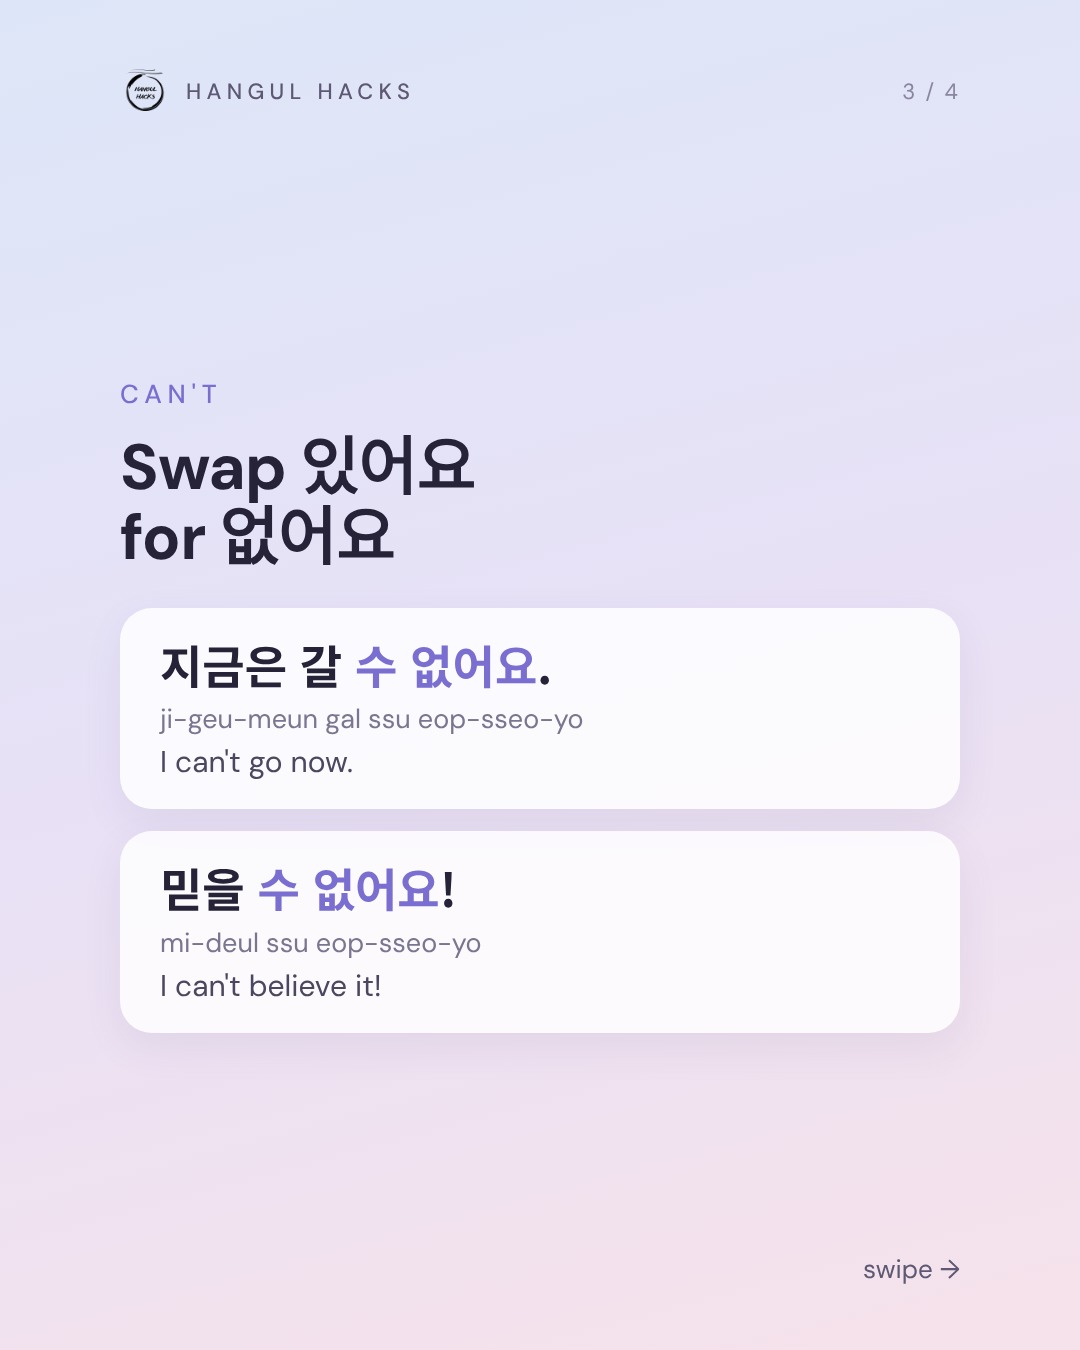 HANGUL HACKS
HANGUL HACKS
3 / 4
CAN'T
Swap 있어요
for 없어요
지금은 갈 수 없어요.
ji-geu-meun gal ssu eop-sseo-yo
I can't go now.
믿을 수 없어요!
mi-deul ssu eop-sseo-yo
I can't believe it!
swipe →